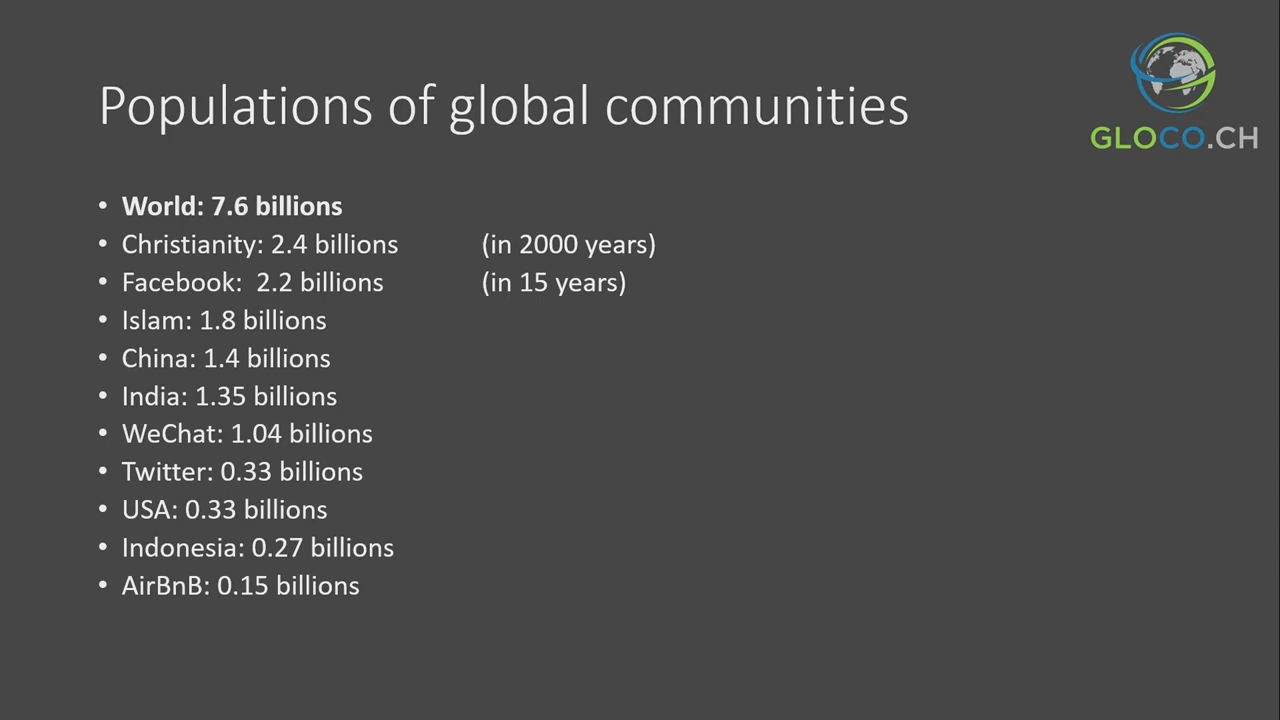 Populations of global communities
GLOCO.CH
• World: 7.6 billions
• Christianity: 2.4 billions (in 2000 years)
• Facebook:  2.2 billions (in 15 years)
• Islam: 1.8 billions
• China: 1.4 billions
• India: 1.35 billions
• WeChat: 1.04 billions
• Twitter: 0.33 billions
• USA: 0.33 billions
• Indonesia: 0.27 billions
• AirBnB: 0.15 billions